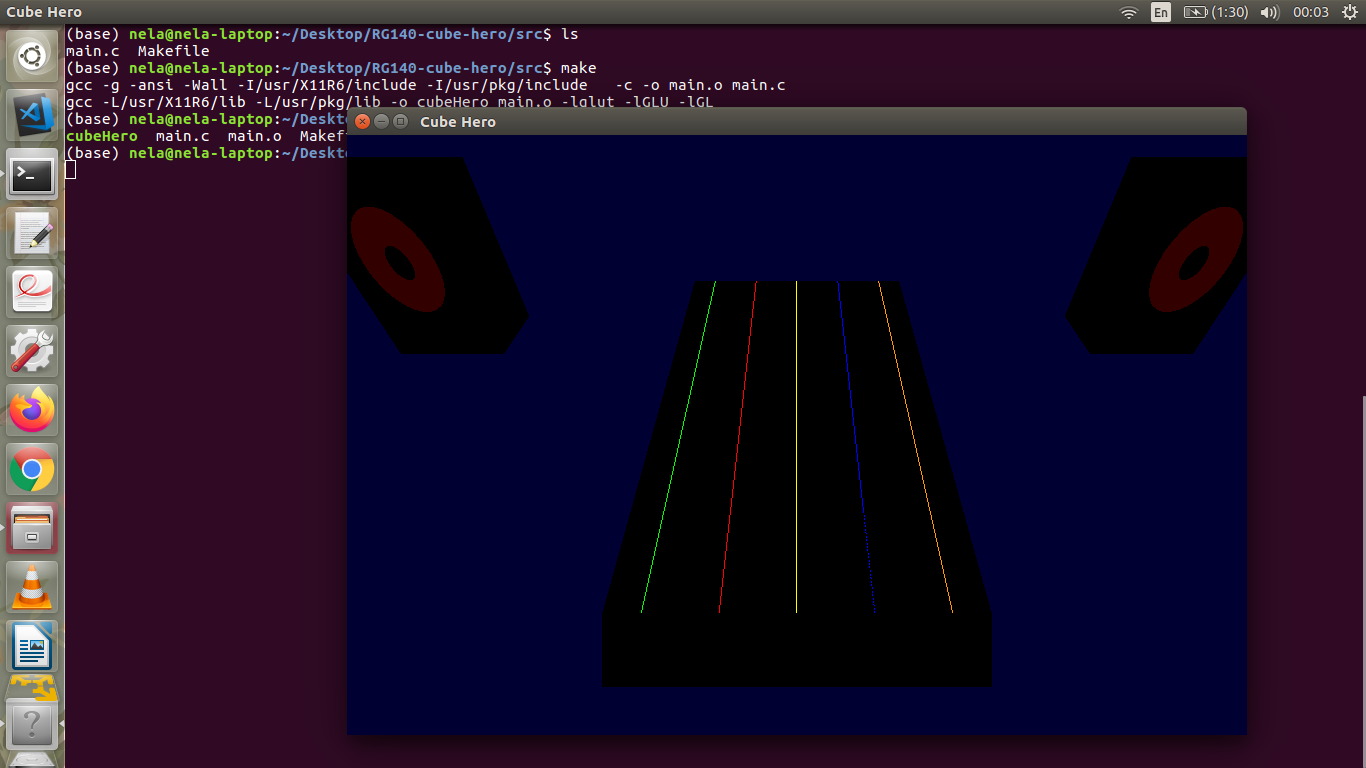 Cube Hero
En (1:30) 00:03
(base) nela@nela-laptop:~/Desktop/RG140-cube-hero/src$ ls
main.c  Makefile
(base) nela@nela-laptop:~/Desktop/RG140-cube-hero/src$ make
gcc -g -ansi -Wall -I/usr/X11R6/include -I/usr/pkg/include   -c -o main.o main.c
gcc -L/usr/X11R6/lib -L/usr/pkg/lib -o cubeHero main.o -lglut -lGLU -lGL
(base) nela@nela-laptop:~/Deskt
cubeHero  main.c  main.o  Makef
(base) nela@nela-laptop:~/Deskt
Cube Hero